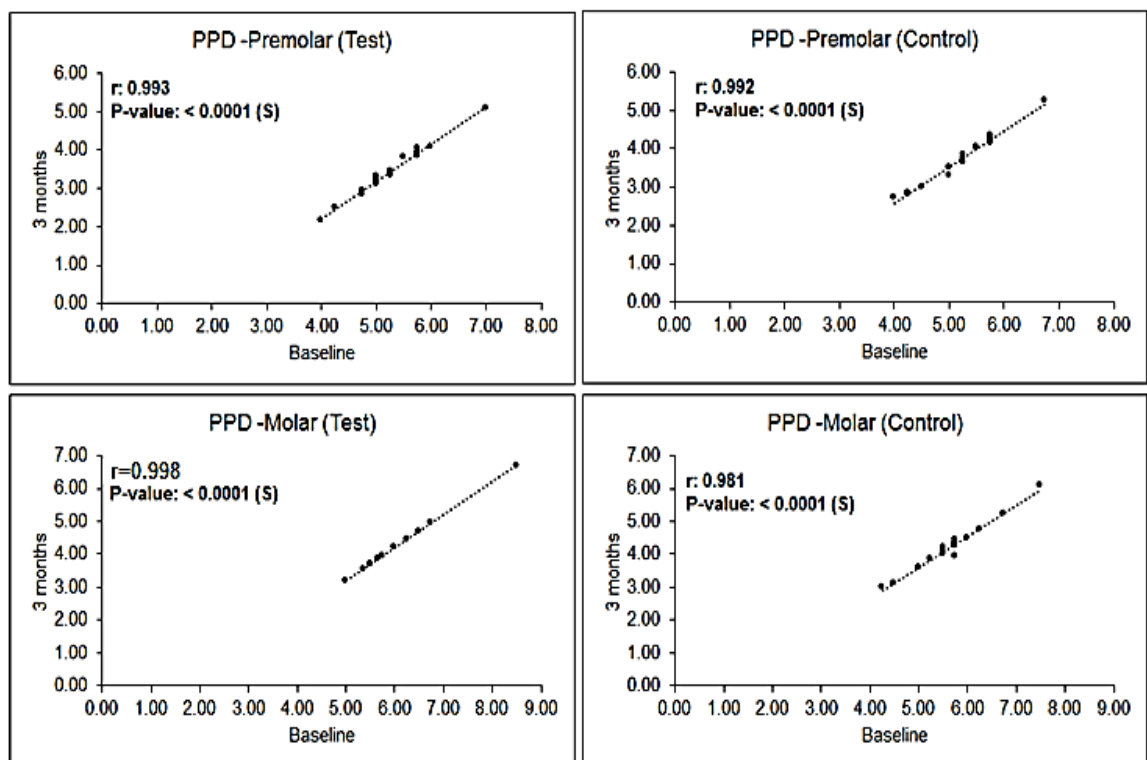 PPD -Premolar (Test)
r: 0.993
P-value: < 0.0001 (S)
6.00
5.00
4.00
3.00
2.00
1.00
0.00
3 months
0.00 1.00 2.00 3.00 4.00 5.00 6.00 7.00 8.00
Baseline
PPD -Premolar (Control)
r: 0.992
P-value: < 0.0001 (S)
6.00
5.00
4.00
3.00
2.00
1.00
0.00
3 months
0.00 1.00 2.00 3.00 4.00 5.00 6.00 7.00 8.00
Baseline
PPD -Molar (Test)
r=0.998
P-value: < 0.0001 (S)
7.00
6.00
5.00
4.00
3.00
2.00
1.00
0.00
3 months
0.00 1.00 2.00 3.00 4.00 5.00 6.00 7.00 8.00 9.00
Baseline
PPD -Molar (Control)
r: 0.981
P-value: < 0.0001 (S)
7.00
6.00
5.00
4.00
3.00
2.00
1.00
0.00
3 months
0.00 1.00 2.00 3.00 4.00 5.00 6.00 7.00 8.00 9.00
Baseline